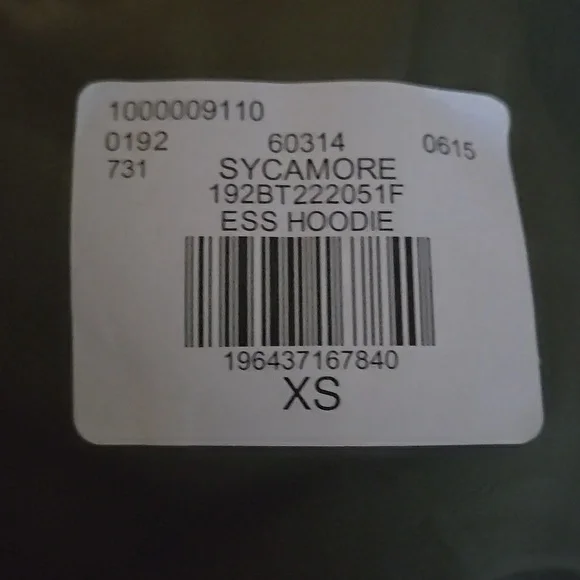 1000009110
0192 60314 0615
731 SYCAMORE
192BT222051F
ESS HOODIE
196437167840
XS